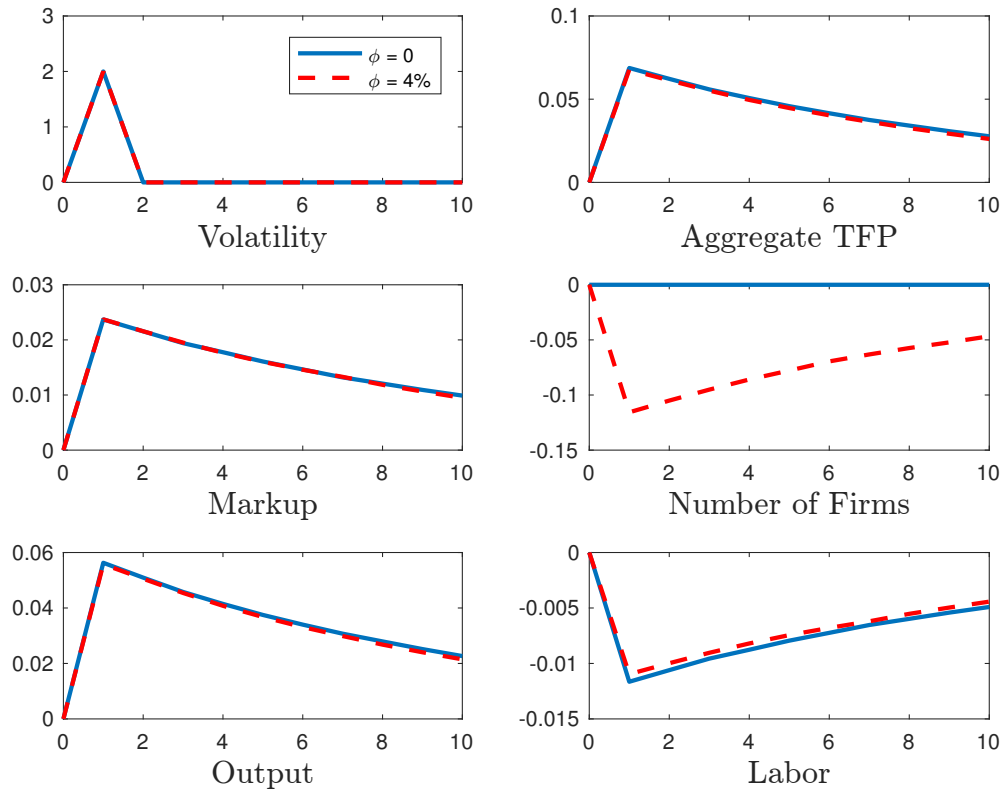 3
2
1
0
0 2 4 6 8 10
Volatility
ϕ = 0
ϕ = 4%
0.1
0.05
0
0 2 4 6 8 10
Aggregate TFP
0.03
0.02
0.01
0
0 2 4 6 8 10
Markup
0
-0.05
-0.1
-0.15
0 2 4 6 8 10
Number of Firms
0.06
0.04
0.02
0
0 2 4 6 8 10
Output
0
-0.005
-0.01
-0.015
0 2 4 6 8 10
Labor